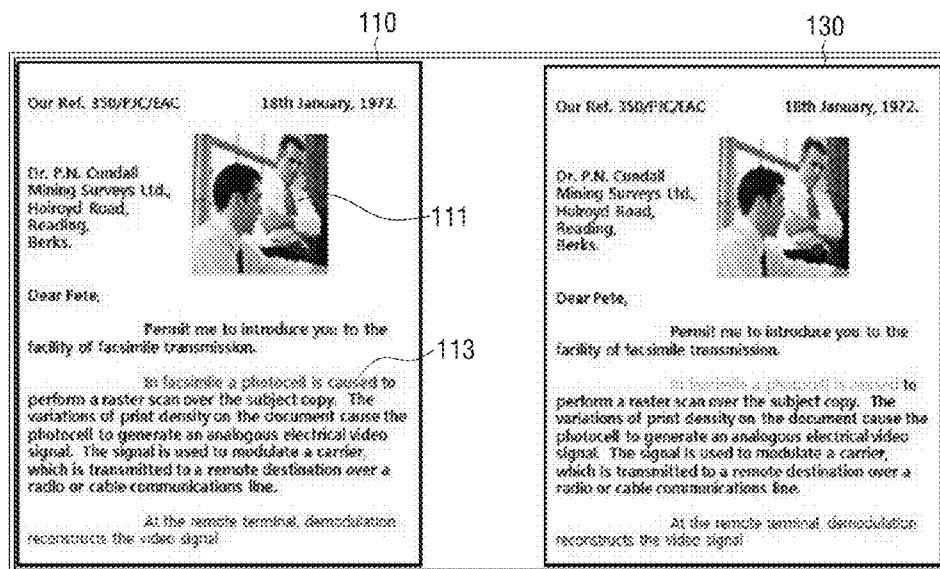 110
130
Our Ref. 350/PJC/EAC 18th January, 1972.
Dr. P.N. Cundall
Mining Surveys Ltd.,
Holroyd Road,
Reading,
Berks.
111
Dear Pete,
Permit me to introduce you to the
facility of facsimile transmission.
113
In facsimile a photocell is caused to
perform a raster scan over the subject copy. The
variations of print density on the document cause the
photocell to generate an analogous electrical video
signal. The signal is used to modulate a carrier,
which is transmitted to a remote destination over a
radio or cable communications line.
At the remote terminal, demodulation
reconstructs the video signal
Our Ref. 350/PJC/EAC 18th January, 1972.
Dr. P.N. Cundall
Mining Surveys Ltd.,
Holroyd Road,
Reading,
Berks.
Dear Pete,
Permit me to introduce you to the
facility of facsimile transmission.
In facsimile a photocell is caused to
perform a raster scan over the subject copy. The
variations of print density on the document cause the
photocell to generate an analogous electrical video
signal. The signal is used to modulate a carrier,
which is transmitted to a remote destination over a
radio or cable communications line.
At the remote terminal, demodulation
reconstructs the video signal